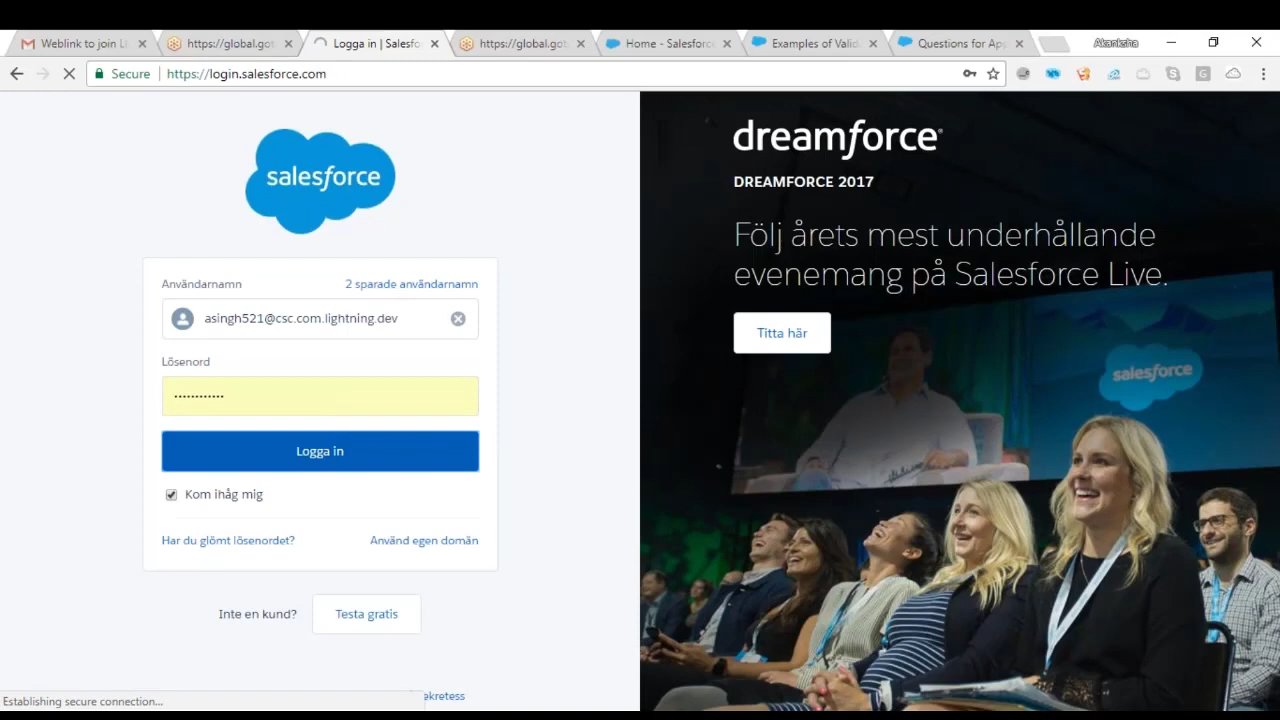 Weblink to join Li
https://global.got
Logga in | Salesfo
https://global.got
Home - Salesforc
Examples of Valid
Questions for App
Akanksha
Secure
https://login.salesforce.com
salesforce
Användarnamn
2 sparade användarnamn
asingh521@csc.com.lightning.dev
Lösenord
Logga in
Kom ihåg mig
Har du glömt lösenordet?
Använd egen domän
Inte en kund?
Testa gratis
ekretess
Establishing secure connection...
dreamforce
DREAMFORCE 2017
Följ årets mest underhållande
evenemang på Salesforce Live.
Titta här
salesforce